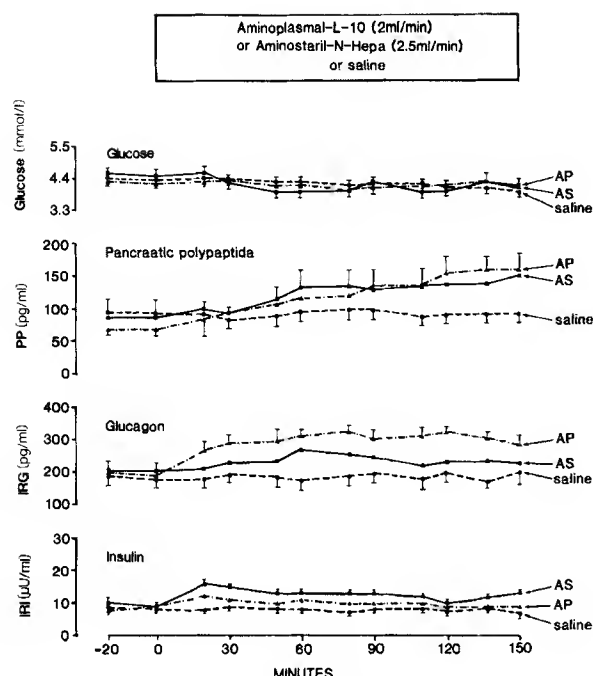 Aminoplasmal-L-10 (2ml/min)
or Aminostaril-N-Hepa (2.5ml/min)
or saline
Glucose (mmol/l)
5.5
4.4
3.3
Glucose
AP
AS
saline
PP (pg/ml)
200
150
100
50
0
Pancraatic polypaptida
AP
AS
saline
IRG (pg/ml)
400
300
200
100
Glucagon
AP
AS
saline
IRI (µU/ml)
30
20
10
0
Insulin
AS
AP
saline
-20 0 30 60 90 120 150
MINUTES